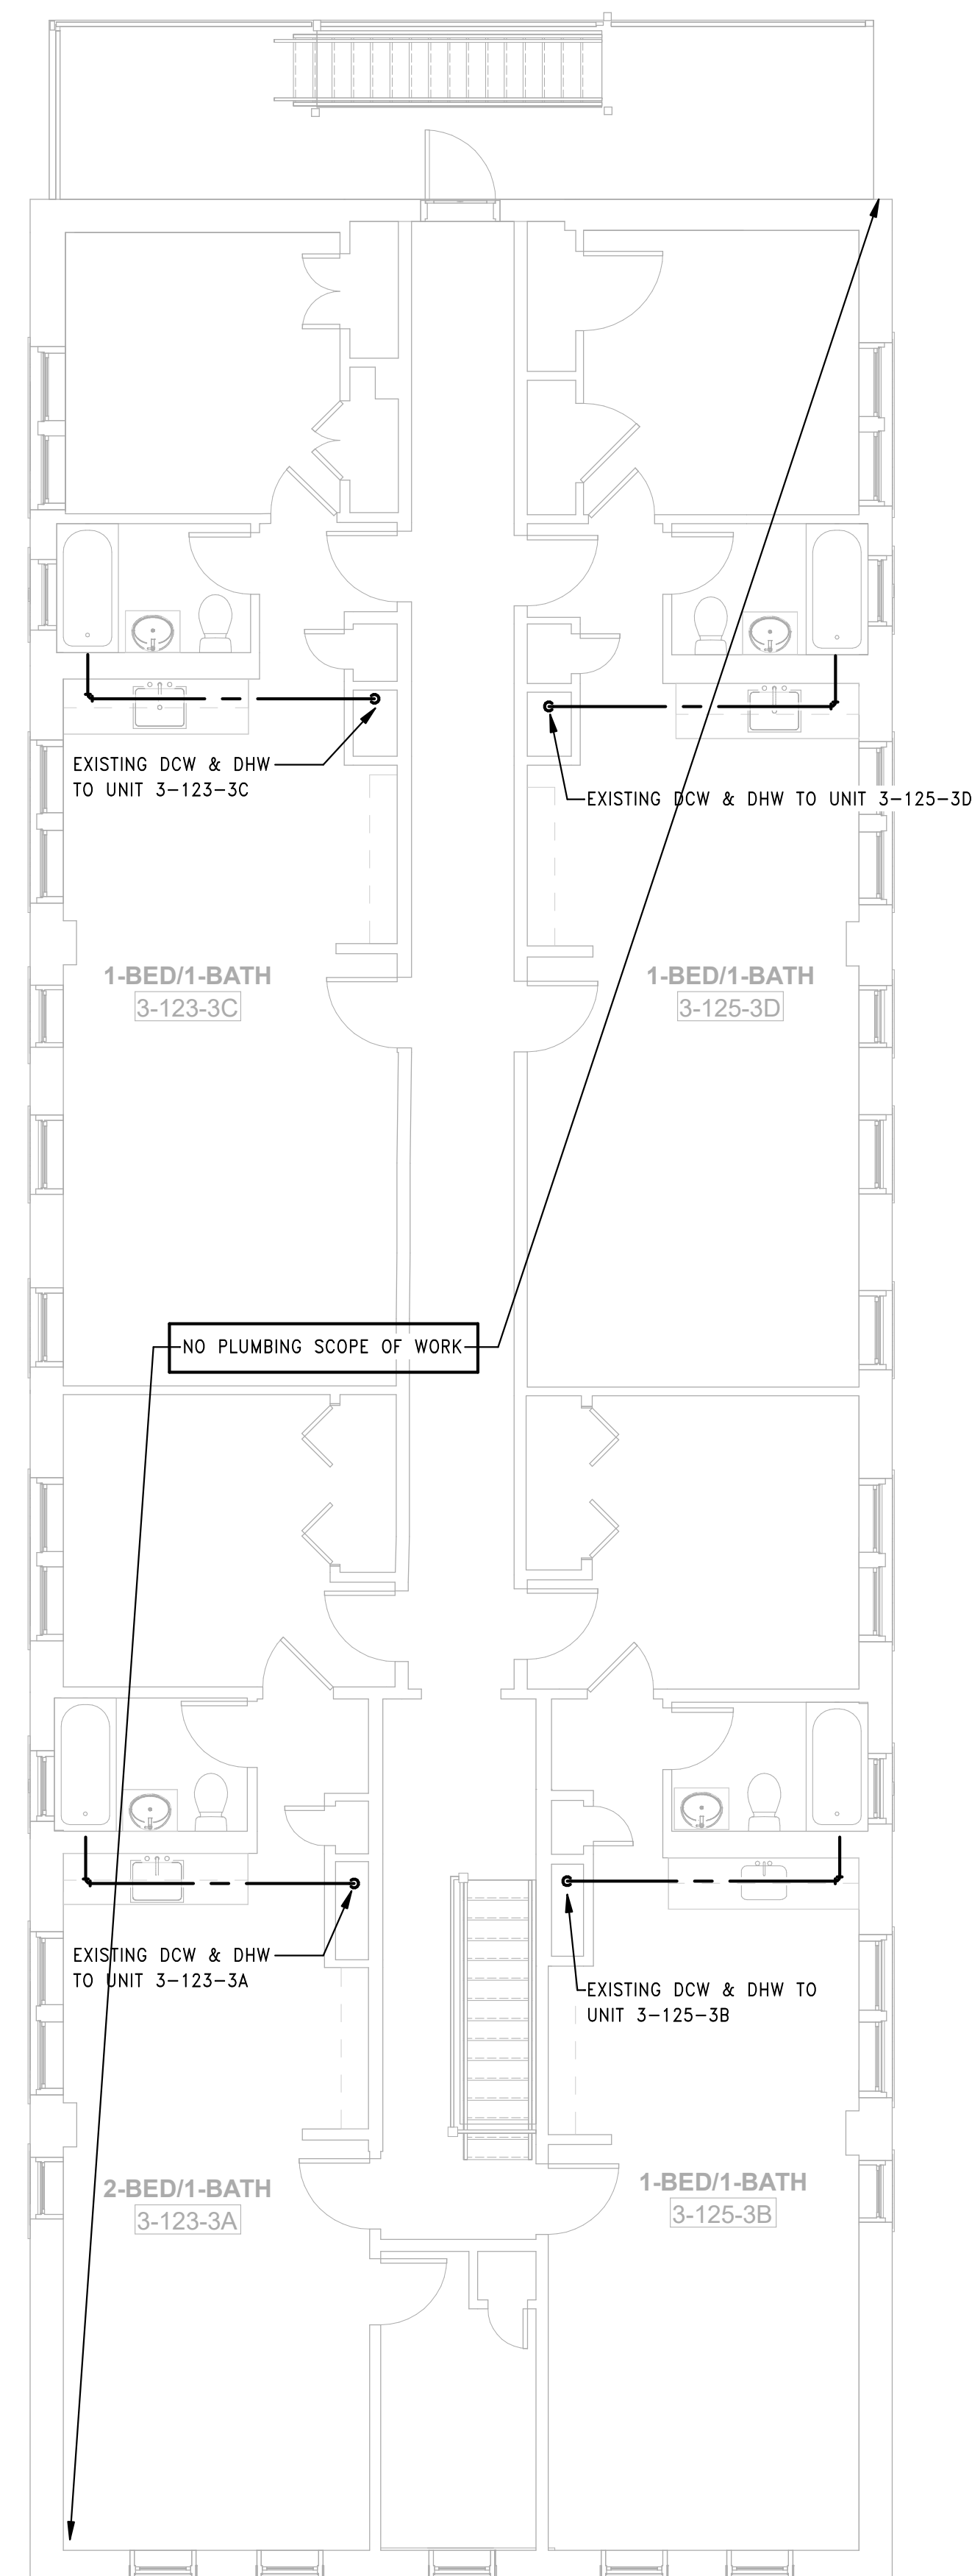 EXISTING DCW & DHW
TO UNIT 3-123-3C
EXISTING DCW & DHW TO UNIT 3-125-3D
1-BED/1-BATH
3-123-3C
1-BED/1-BATH
3-125-3D
NO PLUMBING SCOPE OF WORK
EXISTING DCW & DHW
TO UNIT 3-123-3A
EXISTING DCW & DHW TO
UNIT 3-125-3B
2-BED/1-BATH
3-123-3A
1-BED/1-BATH
3-125-3B